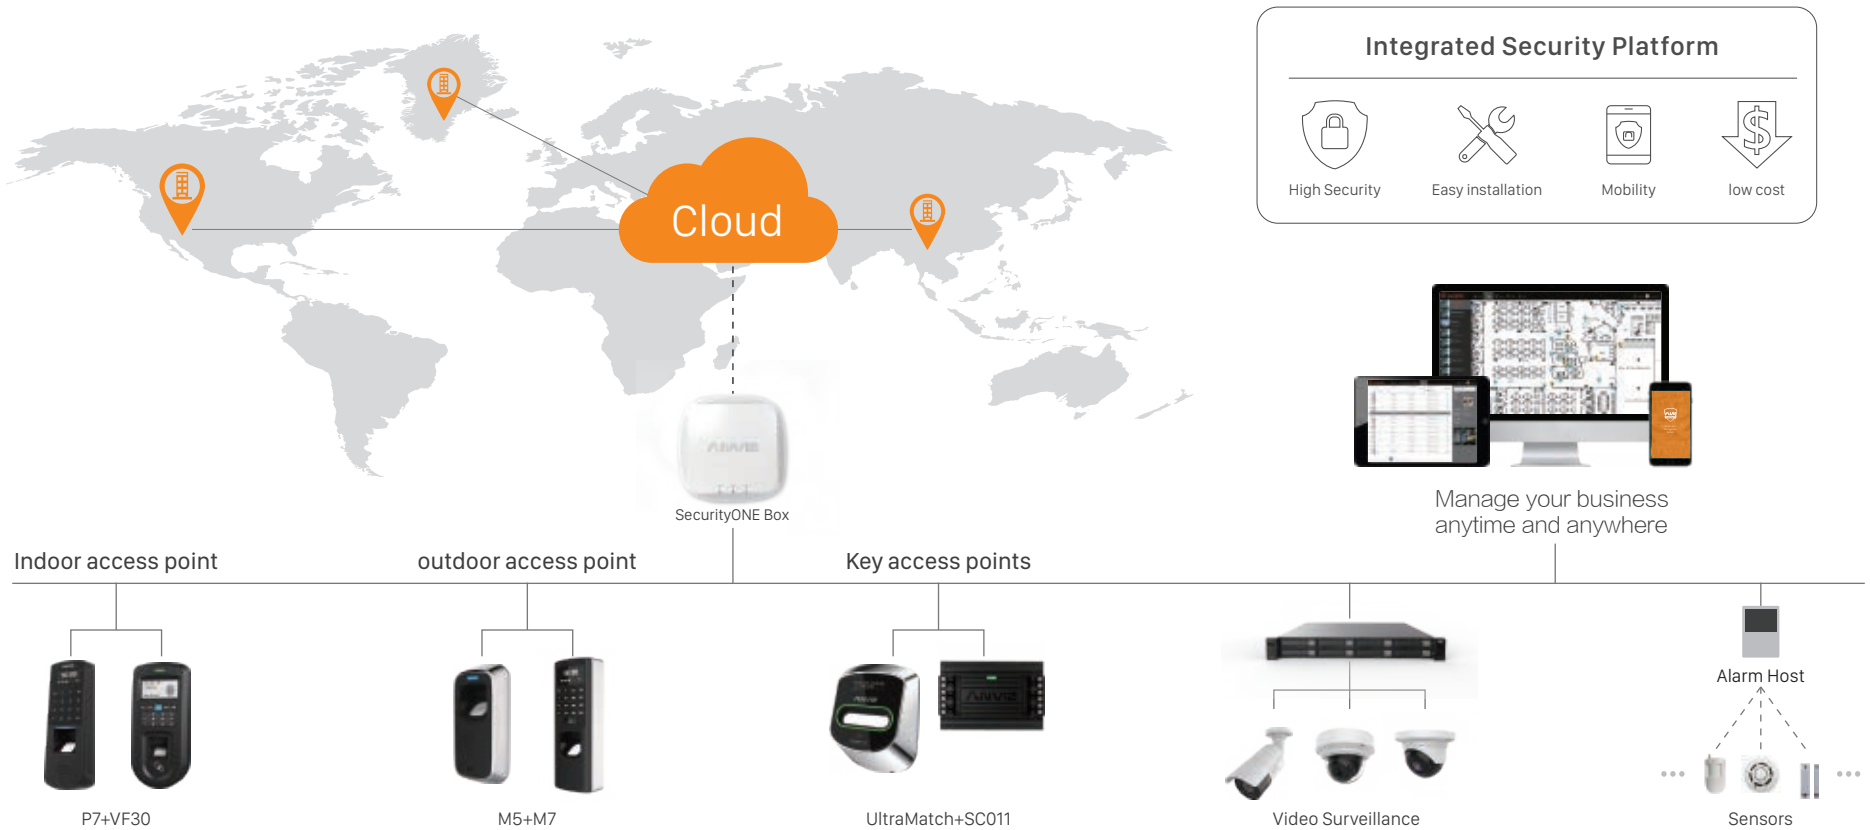 Integrated Security Platform
High Security
Easy installation
Mobility
low cost
Cloud
ANVIZ
SecurityONE Box
Manage your business
anytime and anywhere
Indoor access point
outdoor access point
Key access points
ANVIZ
Alarm Host
P7+VF30
M5+M7
UltraMatch+SC011
Video Surveillance
Sensors